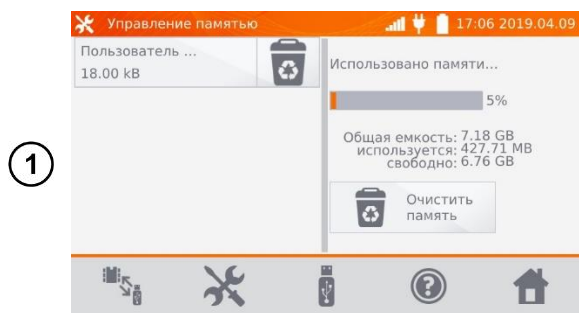 Управление памятью
17:06 2019.04.09
Пользователь ...
18.00 kB
Использовано памяти...
5%
Общая емкость: 7.18 GB
используется: 427.71 MB
свободно: 6.76 GB
Очистить
память
1
?